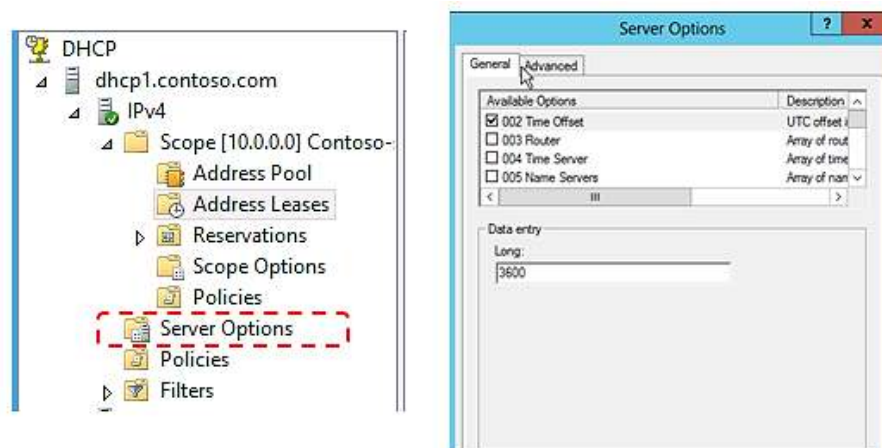 DHCP
dhcp1.contoso.com
IPv4
Scope [10.0.0.0] Contoso-
Address Pool
Address Leases
Reservations
Scope Options
Policies
Server Options
Policies
Filters
Server Options
? x
General Advanced
Available Options Description
002 Time Offset UTC offset i
003 Router Array of rout
004 Time Server Array of time
005 Name Servers Array of nam
Data entry
Long:
3600